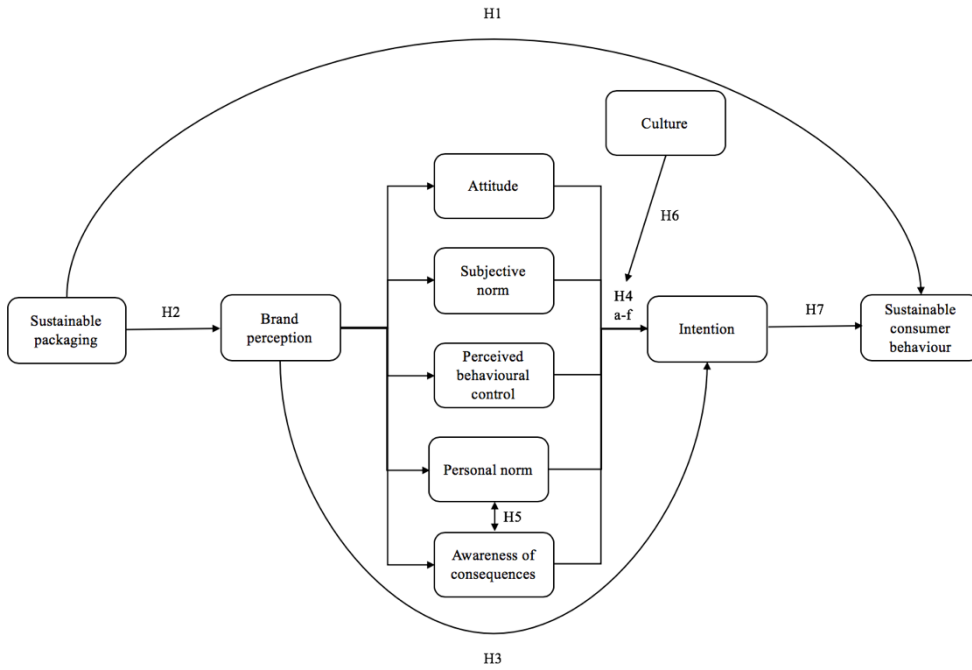 H1
Culture
Attitude
H6
Subjective
norm
H4
a-f
Sustainable
packaging
H2
Brand
perception
Intention
H7
Sustainable
consumer
behaviour
Perceived
behavioural
control
Personal norm
H5
Awareness of
consequences
H3